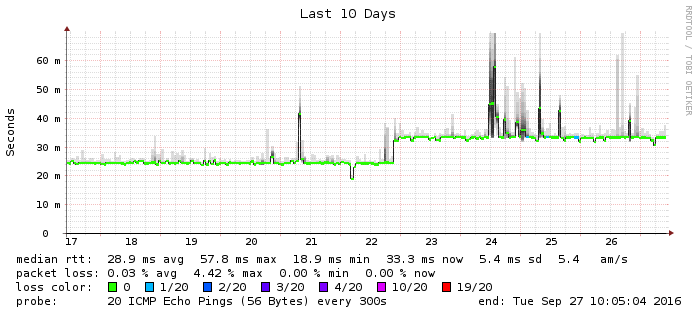 Last 10 Days
RRDTOOL / TOBI OETIKER
Seconds
60 m
50 m
40 m
30 m
20 m
10 m
0
17 18 19 20 21 22 23 24 25 26
median rtt: 28.9 ms avg 57.8 ms max 18.9 ms min 33.3 ms now 5.4 ms sd 5.4 am/s
packet loss: 0.03 % avg 4.42 % max 0.00 % min 0.00 % now
loss color: 0 1/20 2/20 3/20 4/20 10/20 19/20
probe: 20 ICMP Echo Pings (56 Bytes) every 300s end: Tue Sep 27 10:05:04 2016